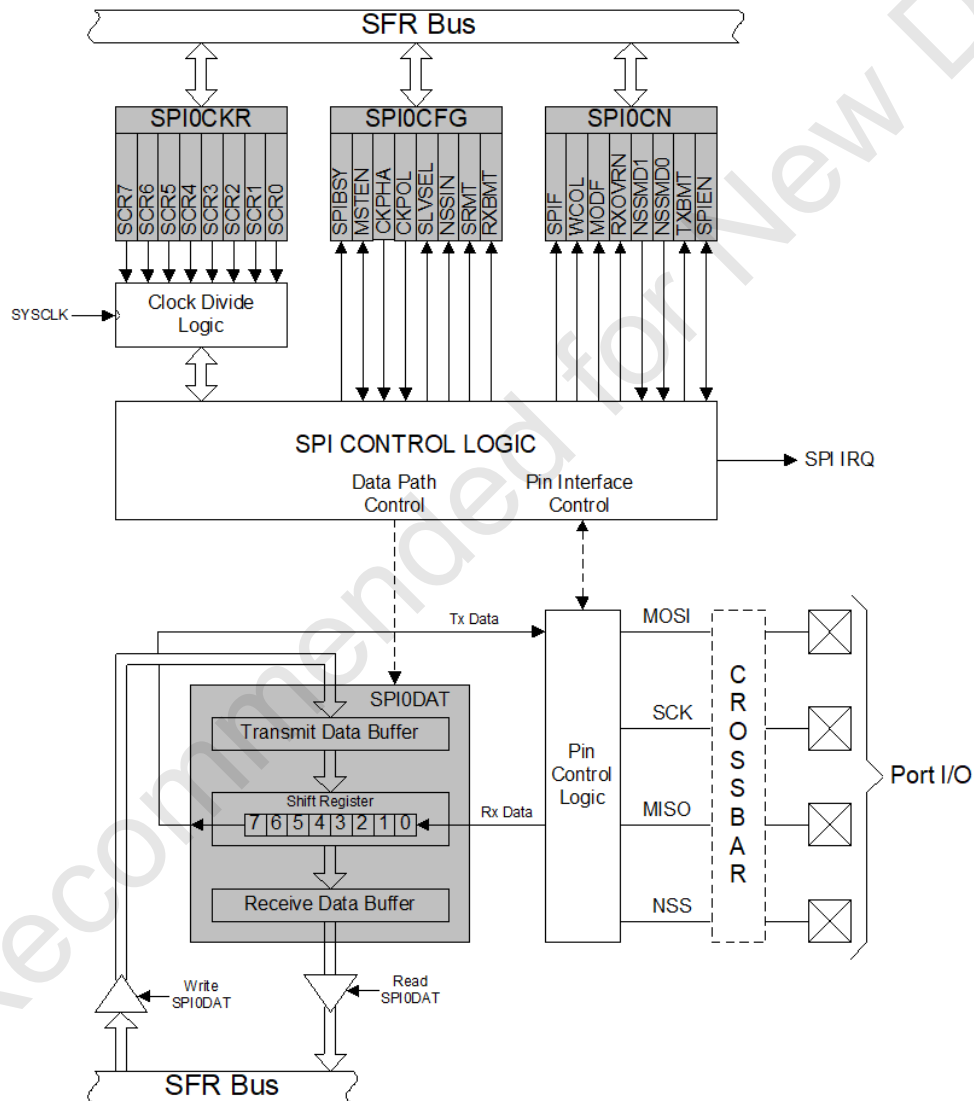 SFR Bus
SPI0CKR
SPI0CFG
SPI0CN
SCR7
SCR6
SCR5
SCR4
SCR3
SCR2
SCR1
SCR0
SPIBSY
MSTEN
CKPHA
CKPOL
SLVSEL
NSSIN
SRMT
RXBMT
SPIF
WCOL
MODF
RXOVRN
NSSMD1
NSSMD0
TXBMT
SPIEN
SYSCLK
Clock Divide
Logic
SPI CONTROL LOGIC
Data Path
Control
Pin Interface
Control
SPI IRQ
Tx Data
MOSI
SPI0DAT
Transmit Data Buffer
SCK
Shift Register
7 6 5 4 3 2 1 0
Rx Data
Pin
Control
Logic
MISO
CROSSBAR
Port I/O
Receive Data Buffer
NSS
Write
SPI0DAT
Read
SPI0DAT
SFR Bus
Recommended for New D